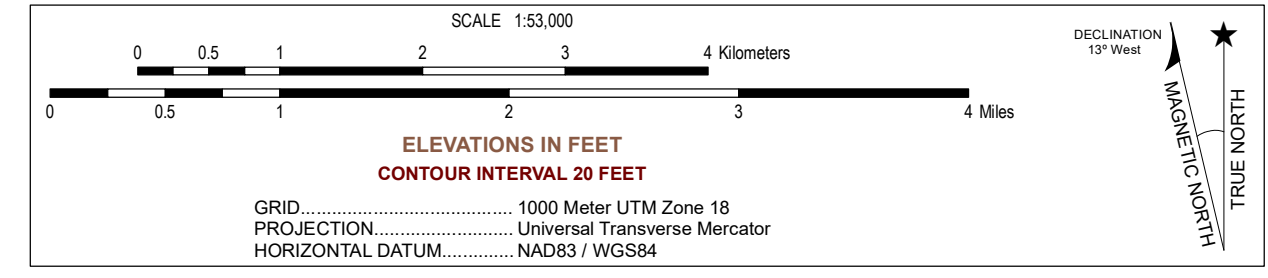 SCALE 1:53,000
0 0.5 1 2 3 4 Kilometers
0 0.5 1 2 3 4 Miles
ELEVATIONS IN FEET
CONTOUR INTERVAL 20 FEET
GRID......................................... 1000 Meter UTM Zone 18
PROJECTION........................... Universal Transverse Mercator
HORIZONTAL DATUM.............. NAD83 / WGS84
DECLINATION
13º West
MAGNETIC NORTH
TRUE NORTH